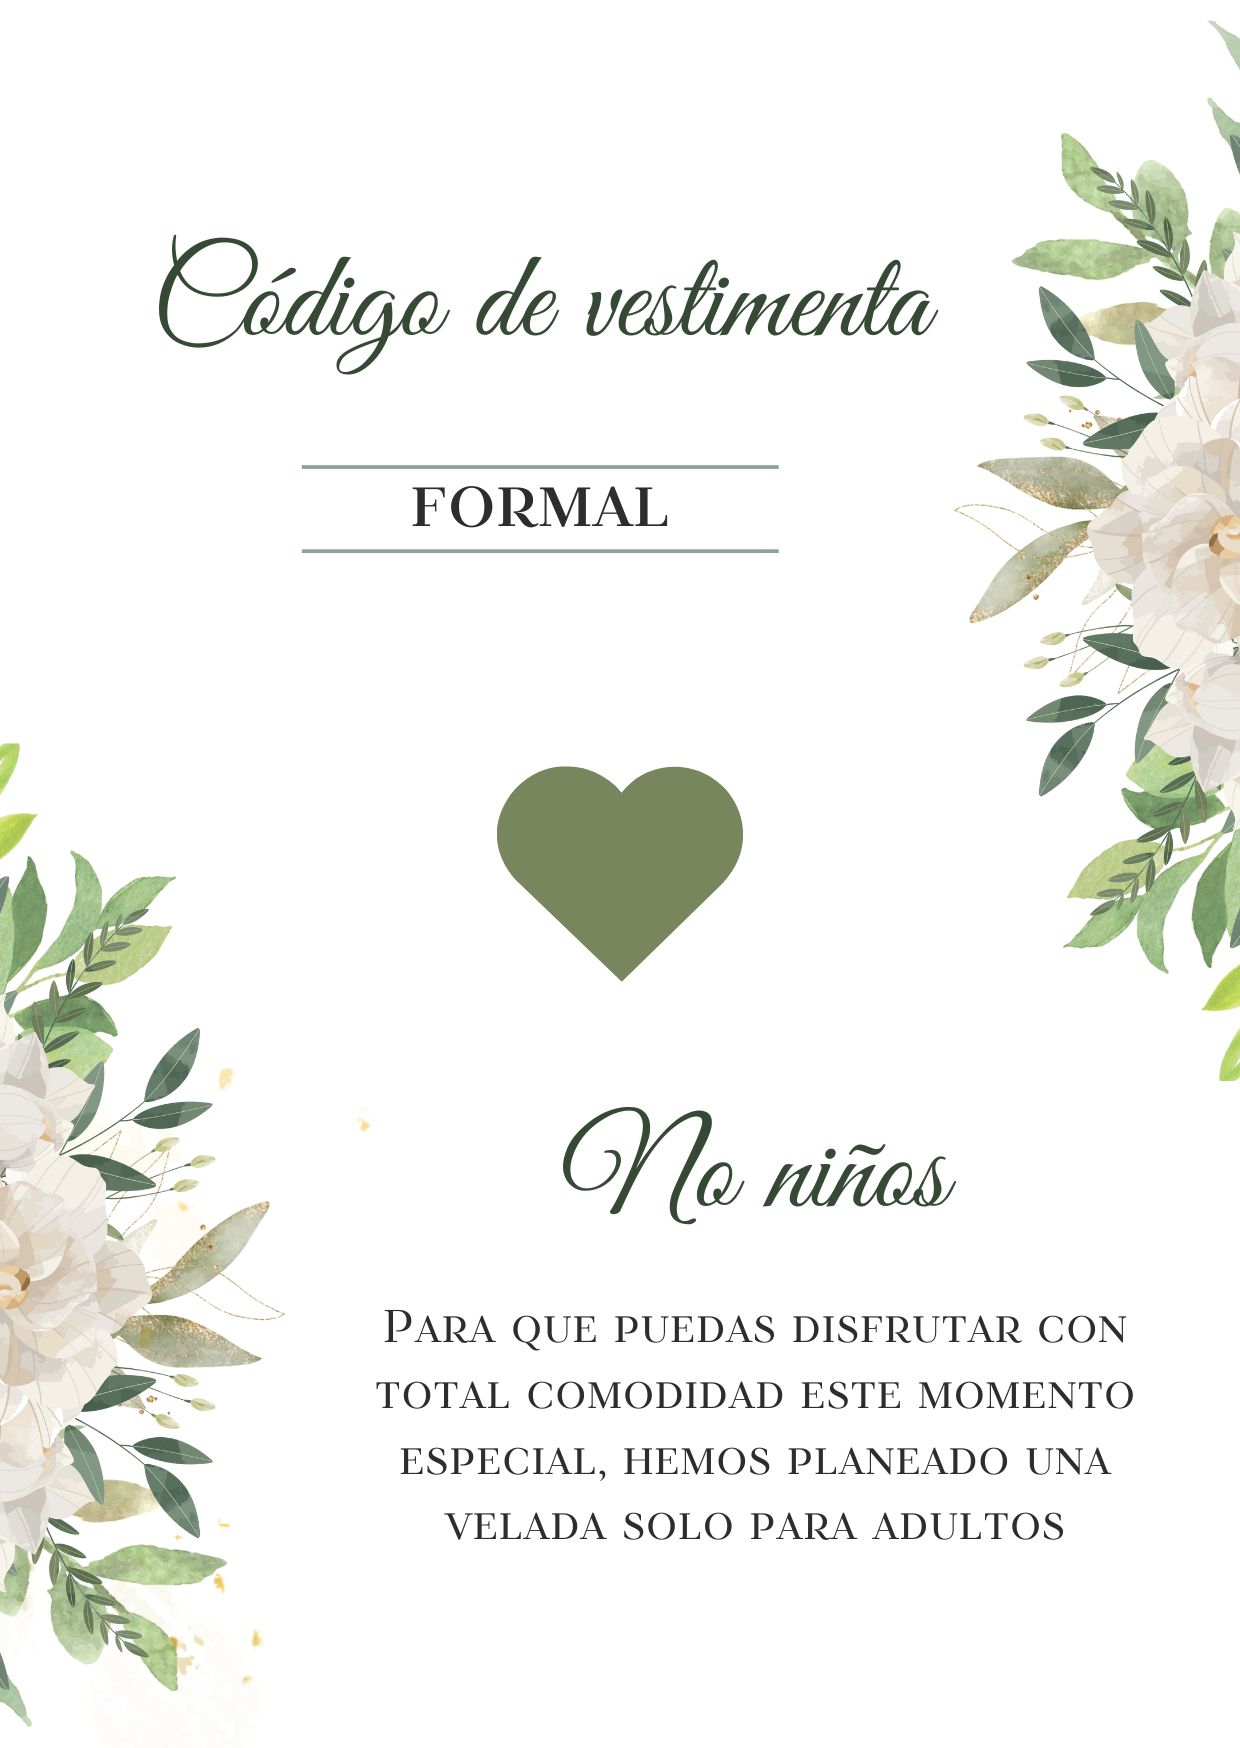 Código de vestimenta
FORMAL
No niños
Para que puedas disfrutar con
total comodidad este momento
especial, hemos planeado una
velada solo para adultos